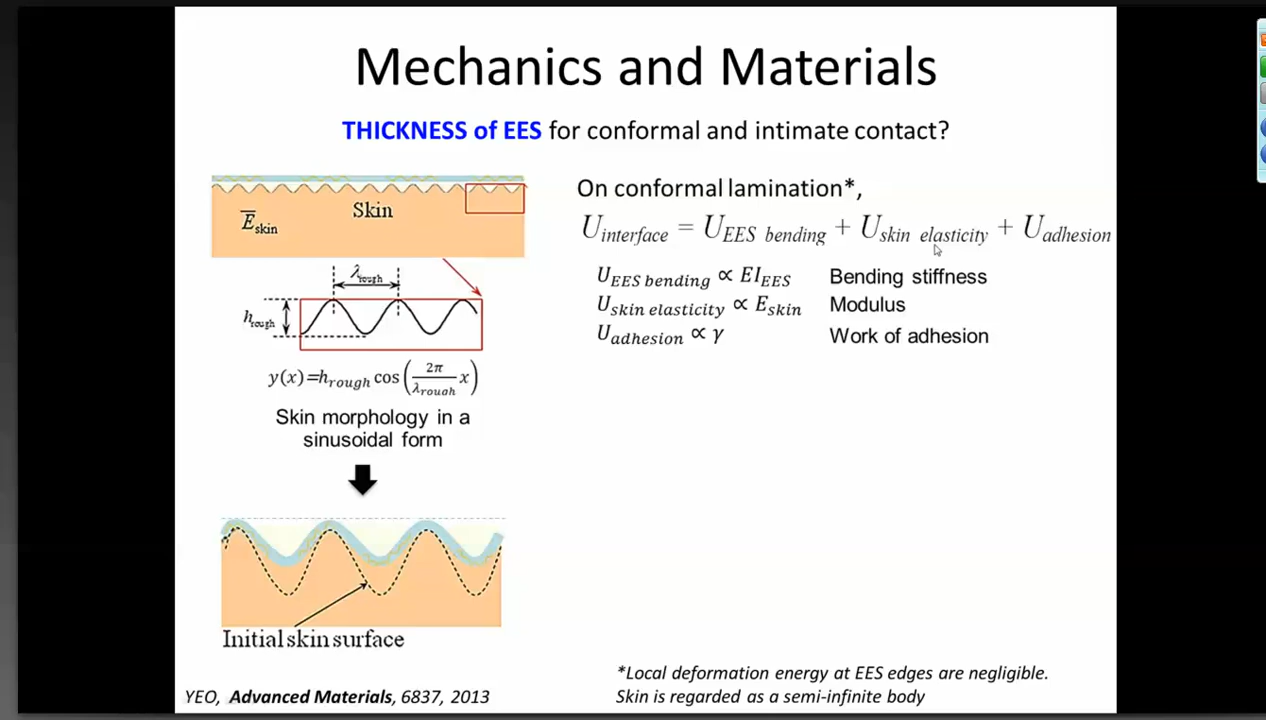 Mechanics and Materials
THICKNESS of EES for conformal and intimate contact?
E̅skin
Skin
λrough
hrough
y(x)=h_rough cos(2π/λ_rough x)
Skin morphology in a
sinusoidal form
Initial skin surface
YEO, Advanced Materials, 6837, 2013
On conformal lamination*,
U_interface = U_EES bending + U_skin elasticity + U_adhesion
U_EES bending ∝ EI_EES Bending stiffness
U_skin elasticity ∝ E_skin Modulus
U_adhesion ∝ γ Work of adhesion
*Local deformation energy at EES edges are negligible.
Skin is regarded as a semi-infinite body